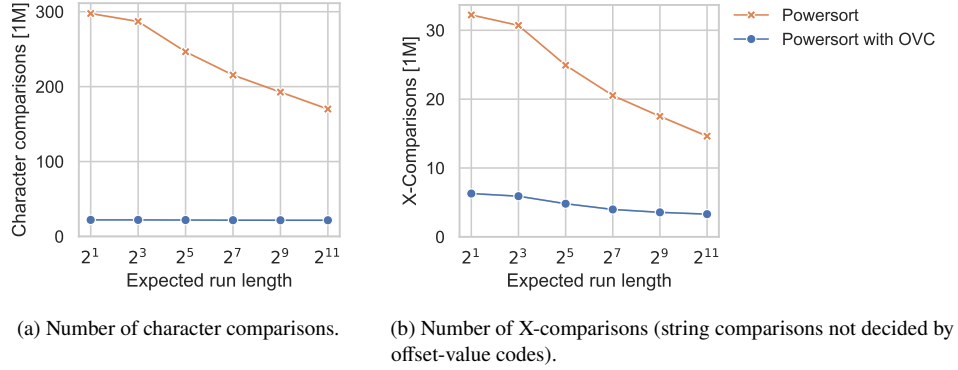 Character comparisons [1M]
300
200
100
0
2^1 2^3 2^5 2^7 2^9 2^11
Expected run length
X-Comparisons [1M]
30
20
10
0
2^1 2^3 2^5 2^7 2^9 2^11
Expected run length
Powersort
Powersort with OVC
(a) Number of character comparisons.
(b) Number of X-comparisons (string comparisons not decided by
offset-value codes).